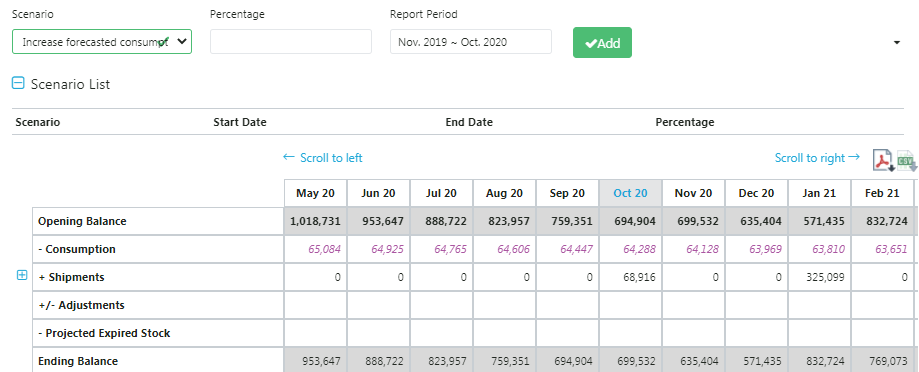 Scenario Percentage Report Period
Increase forecasted consumpt Nov. 2019 ~ Oct. 2020 Add
Scenario List
Scenario Start Date End Date Percentage
← Scroll to left Scroll to right →
CSV
May 20 Jun 20 Jul 20 Aug 20 Sep 20 Oct 20 Nov 20 Dec 20 Jan 21 Feb 21
Opening Balance 1,018,731 953,647 888,722 823,957 759,351 694,904 699,532 635,404 571,435 832,724
- Consumption 65,084 64,925 64,765 64,606 64,447 64,288 64,128 63,969 63,810 63,651
+ Shipments 0 0 0 0 0 68,916 0 0 325,099 0
+/- Adjustments
- Projected Expired Stock
Ending Balance 953,647 888,722 823,957 759,351 694,904 699,532 635,404 571,435 832,724 769,073